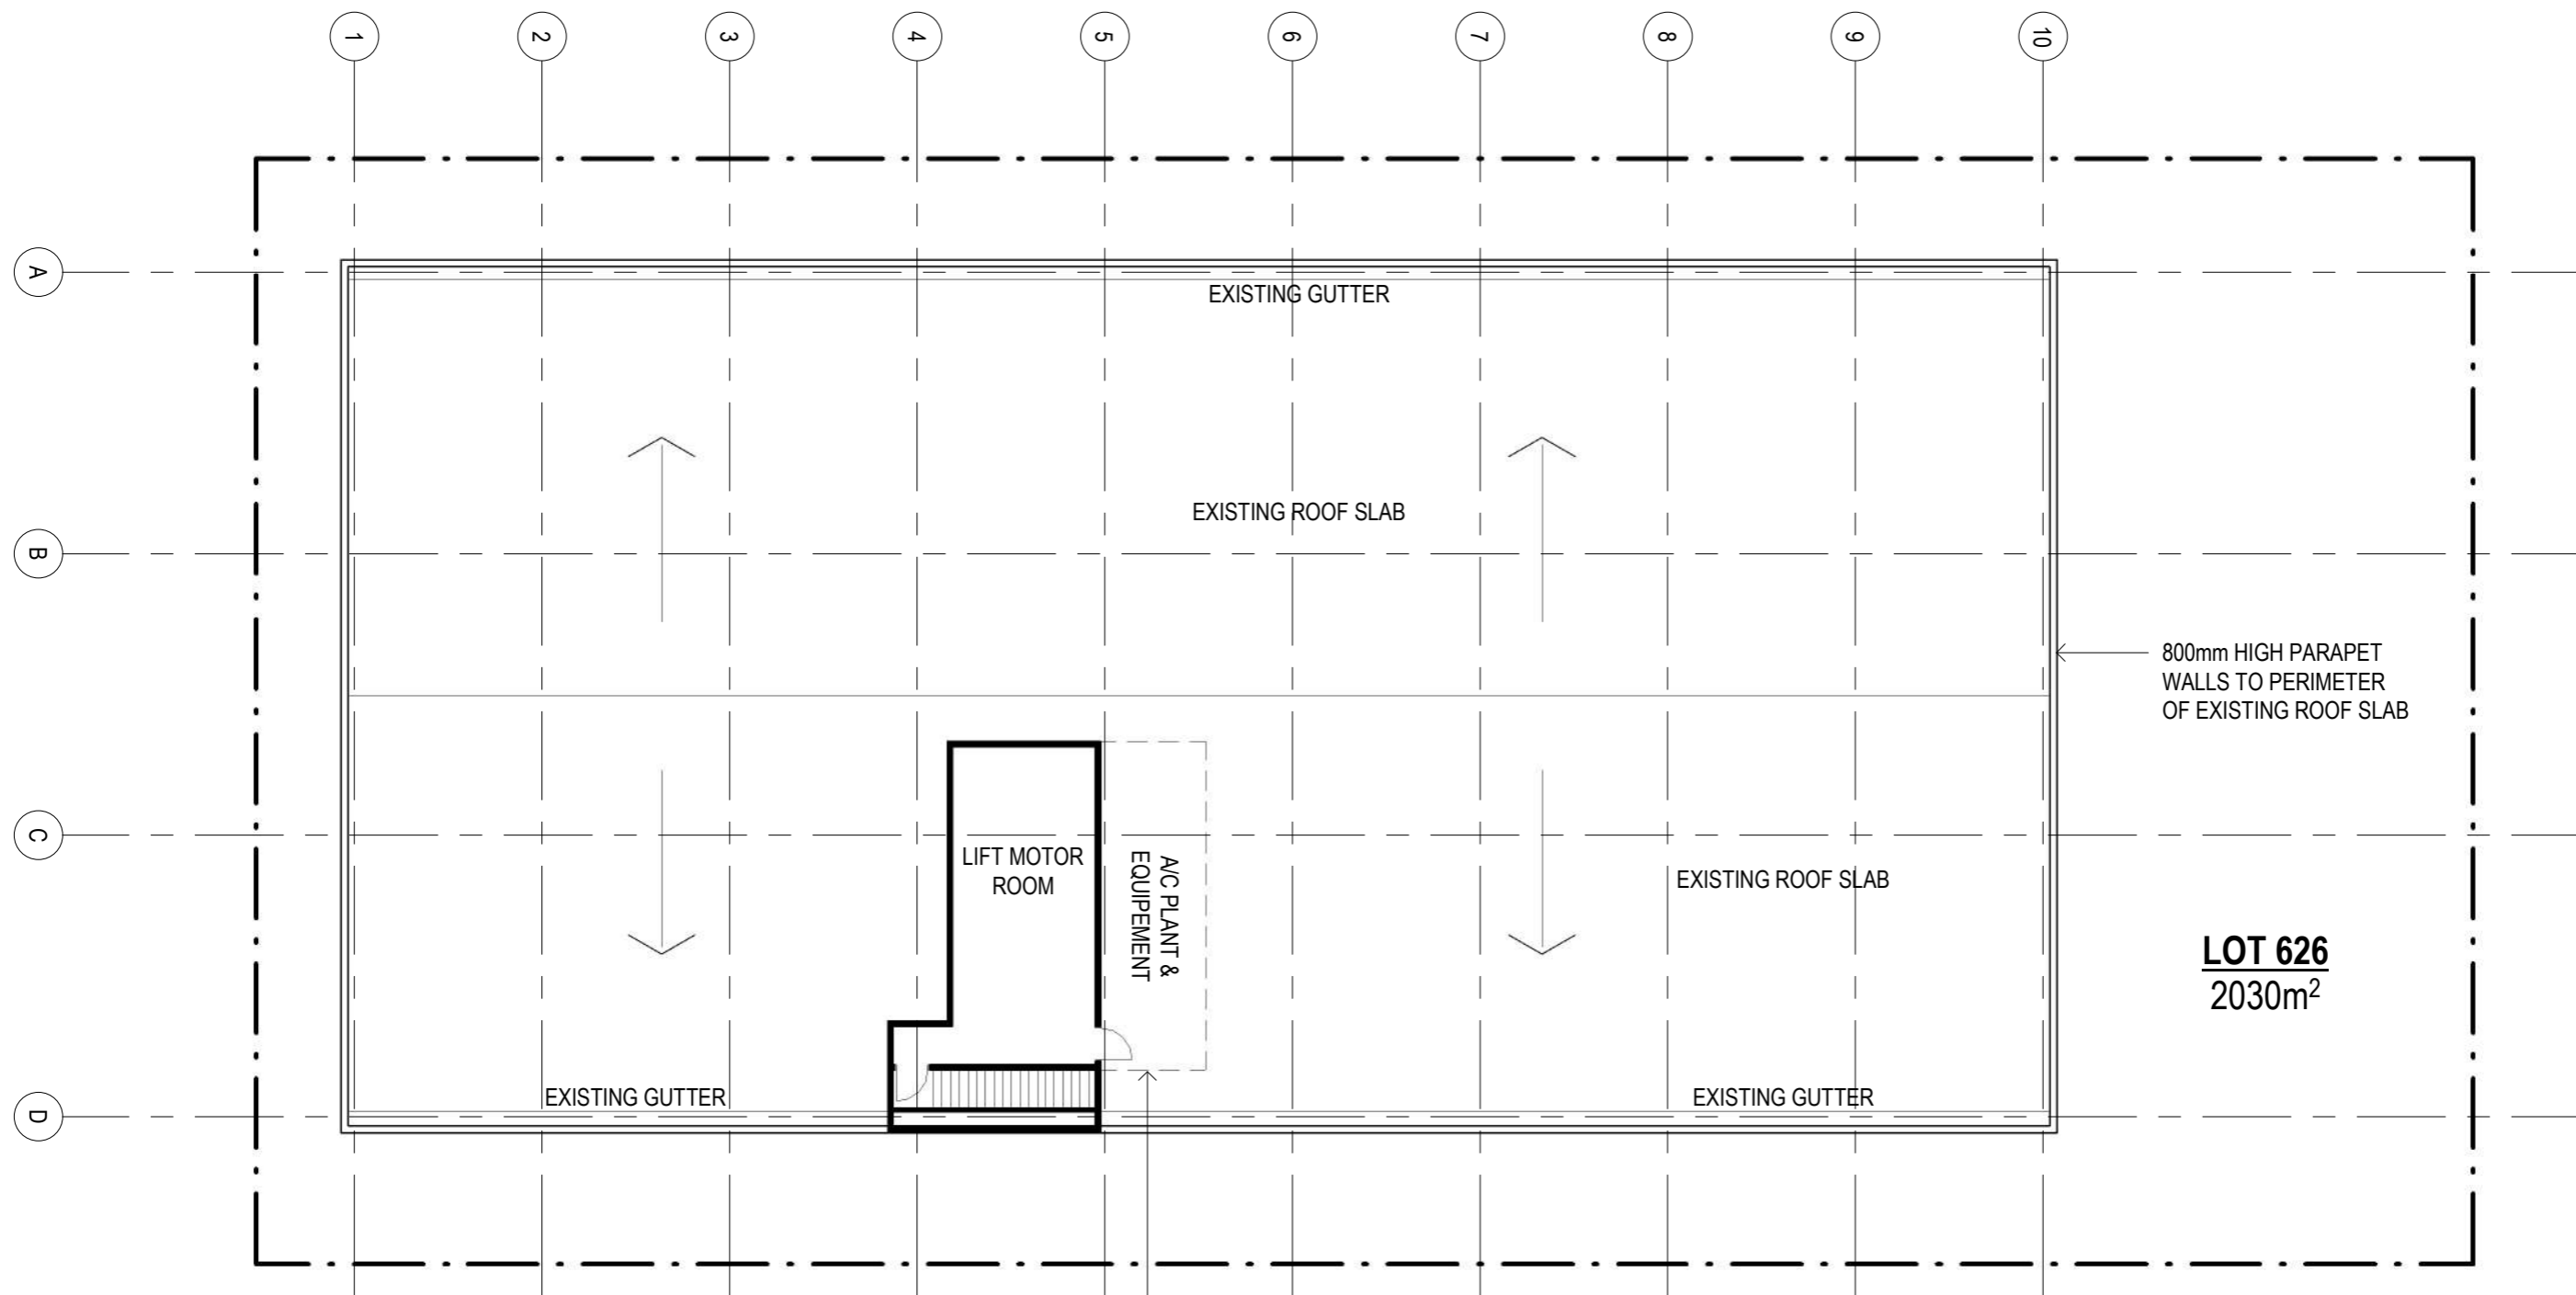 1
2
3
4
5
6
7
8
9
10
A
EXISTING GUTTER
EXISTING ROOF SLAB
B
800mm HIGH PARAPET
WALLS TO PERIMETER
OF EXISTING ROOF SLAB
C
LIFT MOTOR
ROOM
A/C PLANT &
EQUIPEMENT
EXISTING ROOF SLAB
LOT 626
2030m²
EXISTING GUTTER
EXISTING GUTTER
D